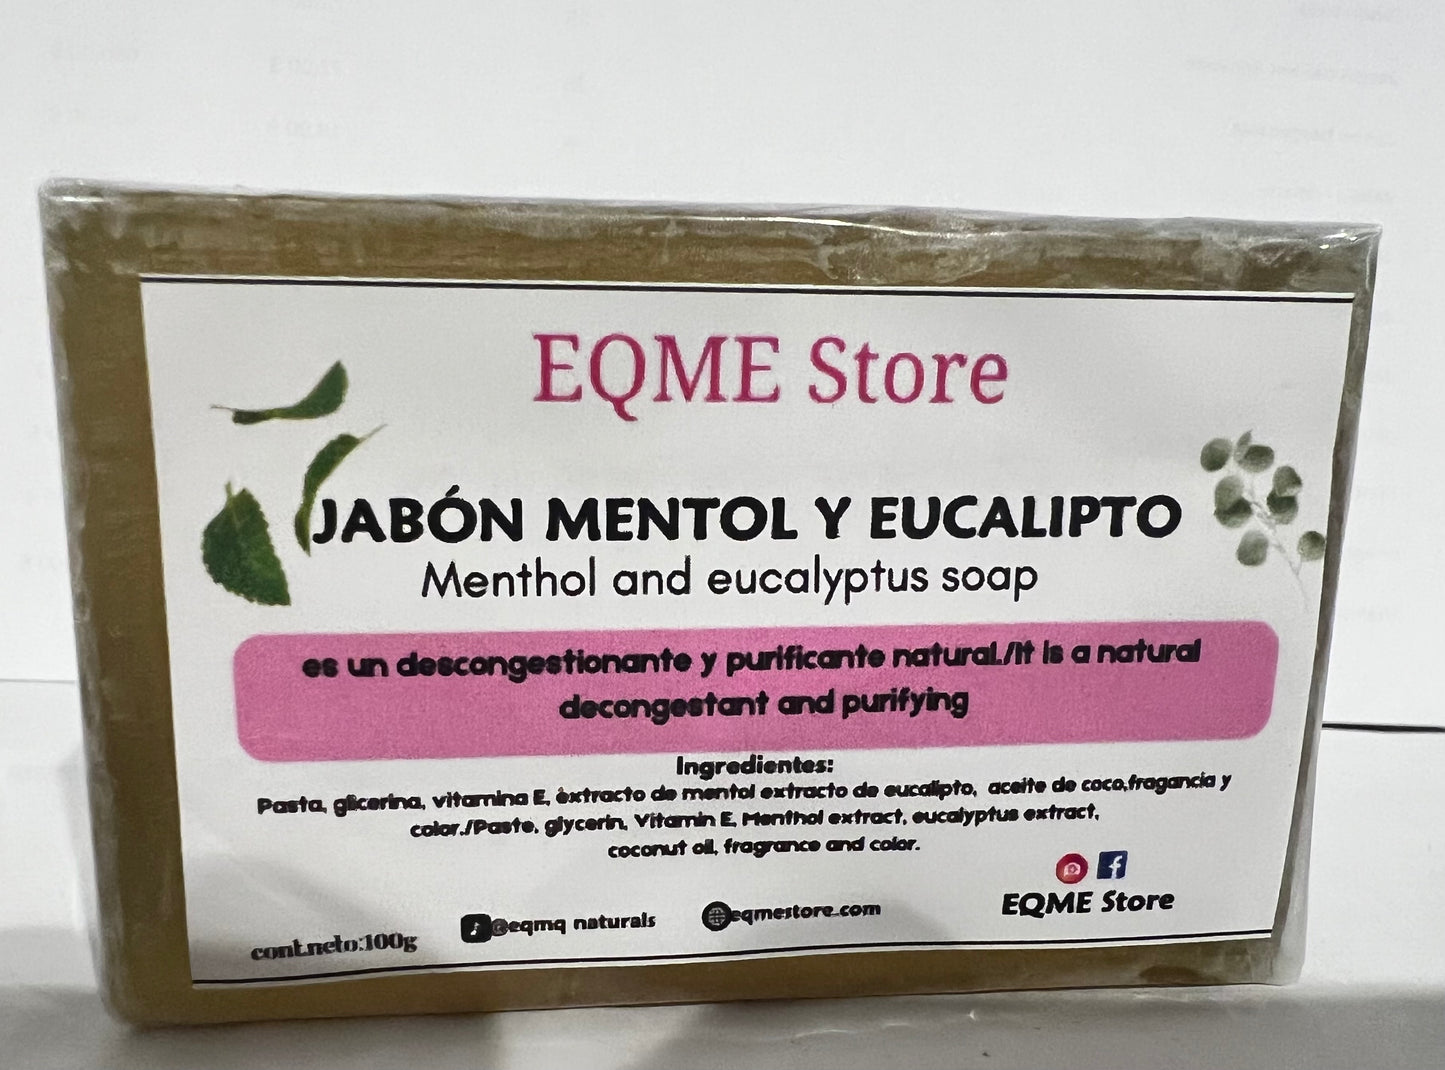 EQME Store
JABÓN MENTOL Y EUCALIPTO
Menthol and eucalyptus soap
es un descongestionante y purificante natural./It is a natural
decongestant and purifying
Ingredientes:
Pasta, glicerina, vitamina E, èxtracto de mentol extracto de eucalipto, aceite de coco,fragancia y
color./Paste, glycerin, Vitamin E, Menthol extract, eucalyptus extract,
coconut oil, fragrance and color.
EQME Store
@eqmq naturals
eqmestore.com
cont.neto:100g